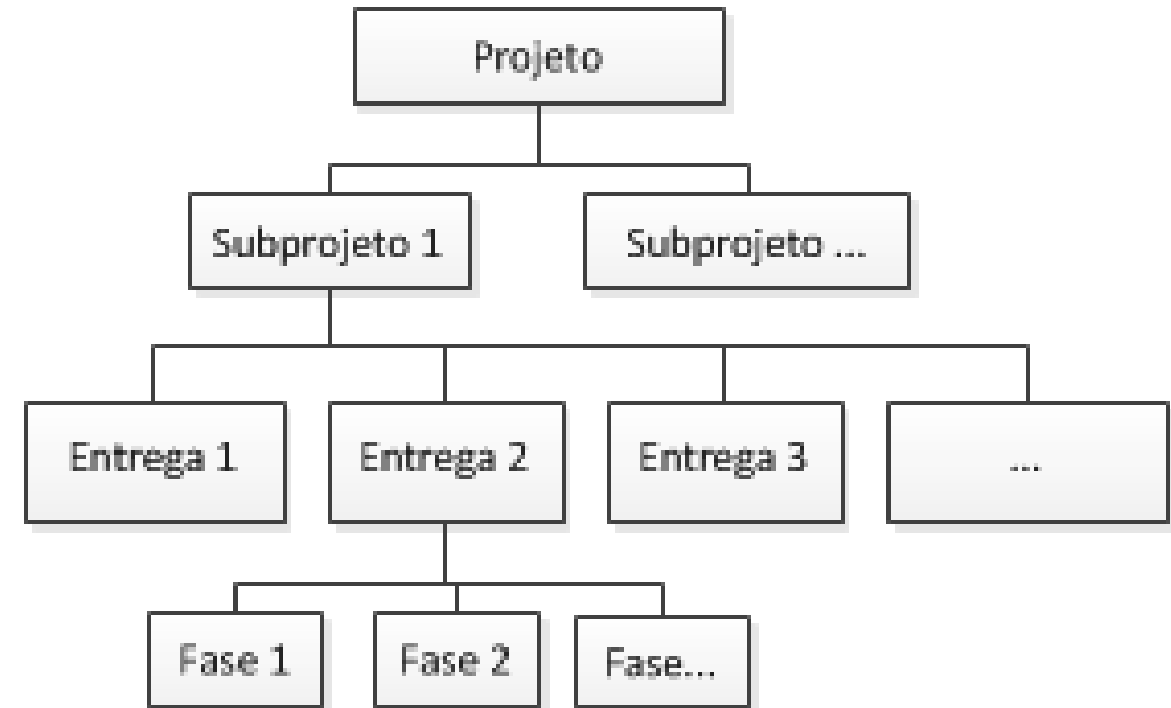 Projeto
Subprojeto 1
Subprojeto ...
Entrega 1
Entrega 2
Entrega 3
...
Fase 1
Fase 2
Fase...